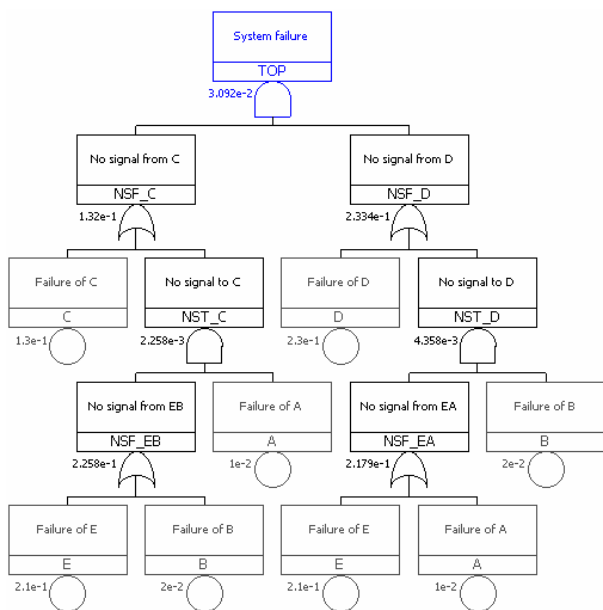 System failure
TOP
3.092e-2
No signal from C
NSF_C
1.32e-1
No signal from D
NSF_D
2.334e-1
Failure of C
C
1.3e-1
No signal to C
NST_C
2.258e-3
Failure of D
D
2.3e-1
No signal to D
NST_D
4.358e-3
No signal from EB
NSF_EB
2.258e-1
Failure of A
A
1e-2
No signal from EA
NSF_EA
2.179e-1
Failure of B
B
2e-2
Failure of E
E
2.1e-1
Failure of B
B
2e-2
Failure of E
E
2.1e-1
Failure of A
A
1e-2